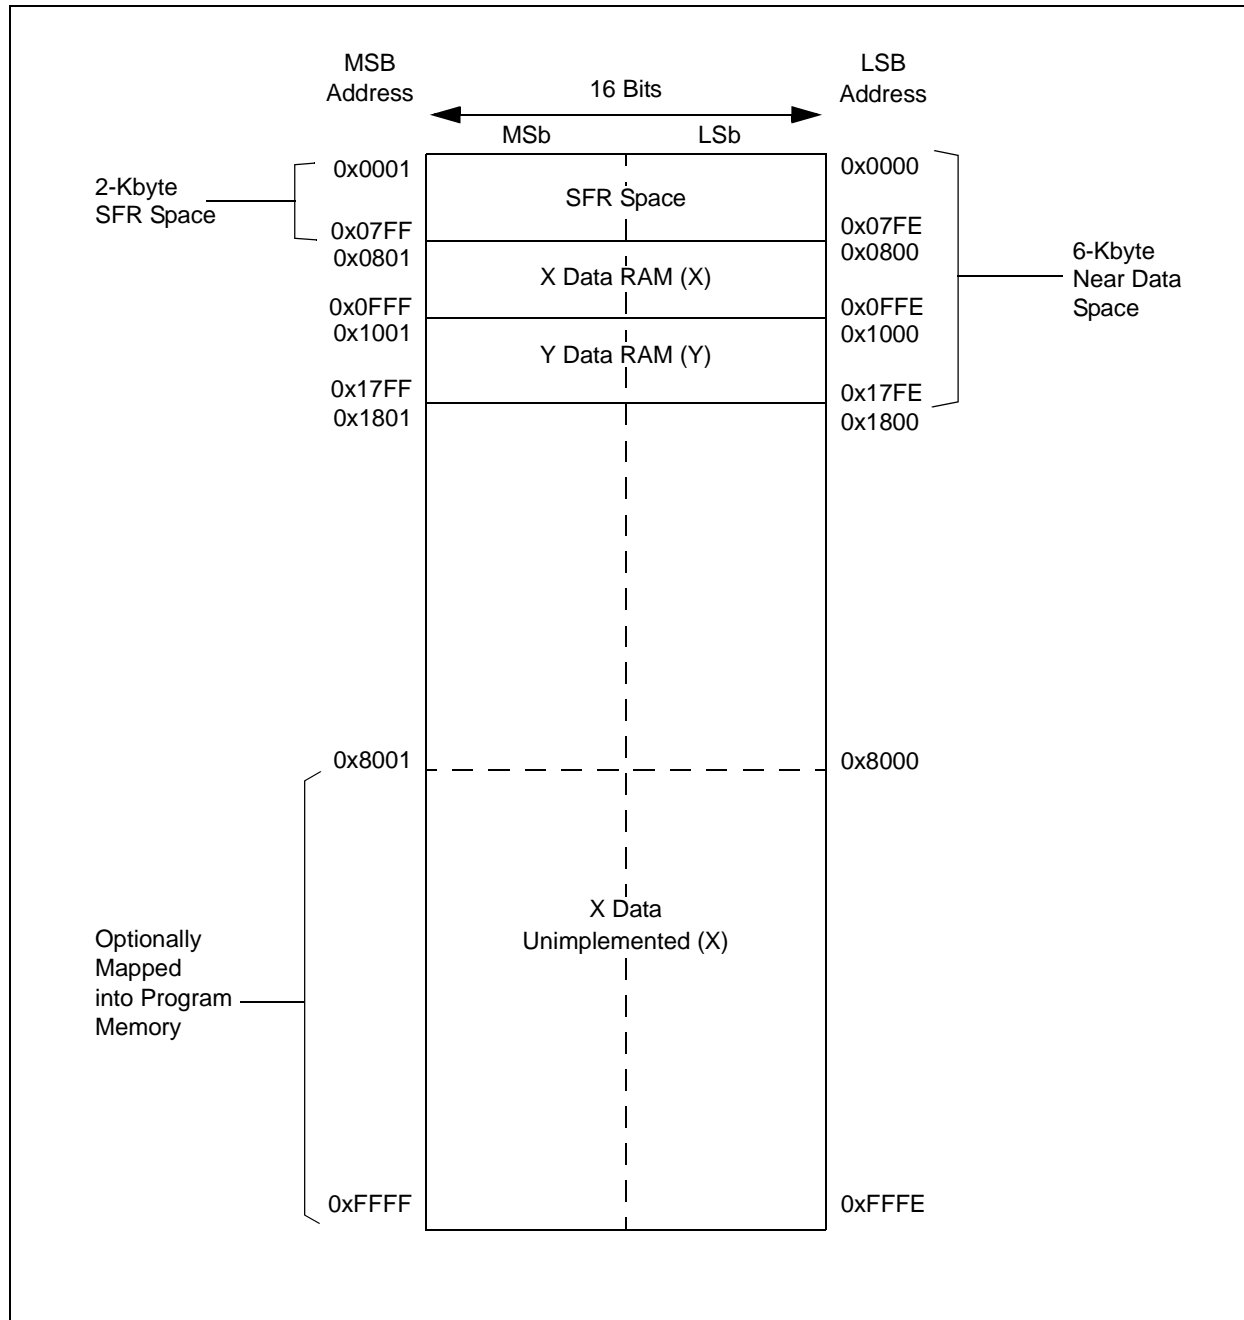 MSB
Address
LSB
Address
16 Bits
MSb
LSb
0x0001
0x0000
2-Kbyte
SFR Space
SFR Space
0x07FF
0x07FE
0x0801
0x0800
6-Kbyte
Near Data
Space
X Data RAM (X)
0x0FFF
0x0FFE
0x1001
0x1000
Y Data RAM (Y)
0x17FF
0x17FE
0x1801
0x1800
0x8001
0x8000
X Data
Unimplemented (X)
Optionally
Mapped
into Program
Memory
0xFFFF
0xFFFE